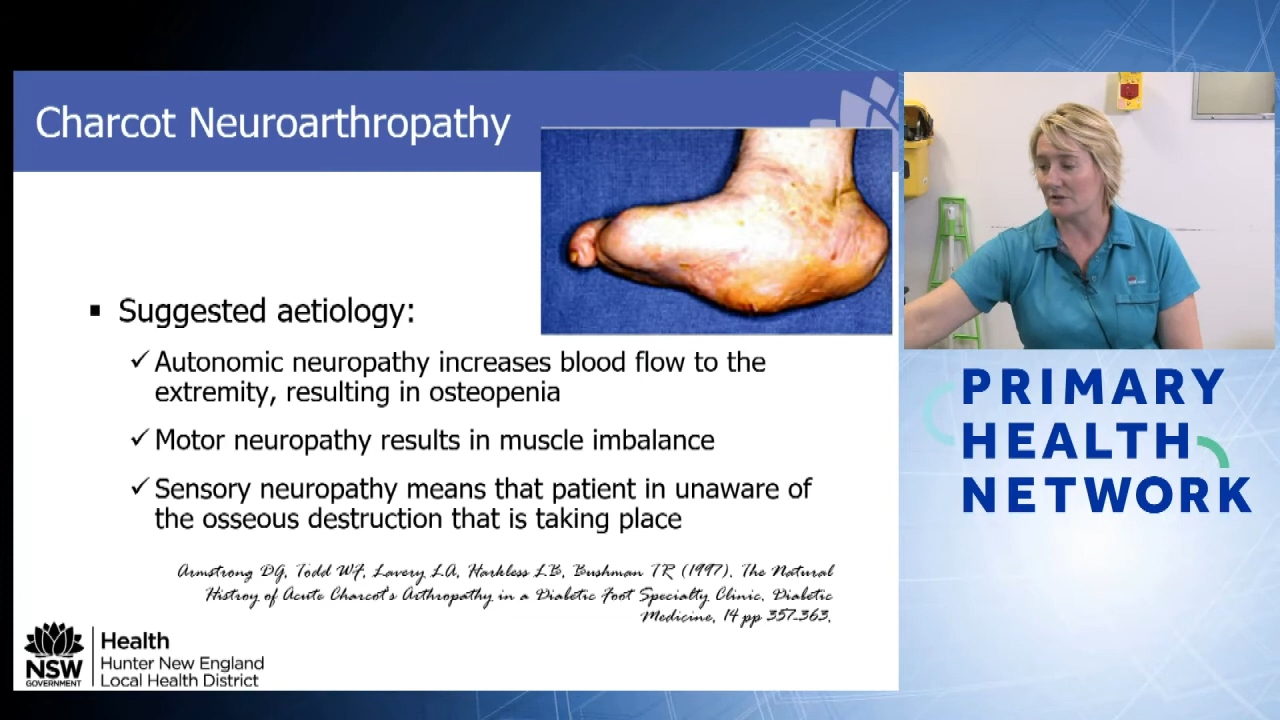 Charcot Neuroarthropathy
▪ Suggested aetiology:
✓ Autonomic neuropathy increases blood flow to the
extremity, resulting in osteopenia
✓ Motor neuropathy results in muscle imbalance
✓ Sensory neuropathy means that patient in unaware of
the osseous destruction that is taking place
Armstrong DG, Todd WF, Lavery LA, Harkless LB, Bushman TR (1997). The Natural
Histroy of Acute Charcot's Arthropathy in a Diabetic Foot Specialty Clinic. Diabetic
Medicine, 14 pp 357-363.
NSW
GOVERNMENT
Health
Hunter New England
Local Health District
PRIMARY
HEALTH
NETWORK